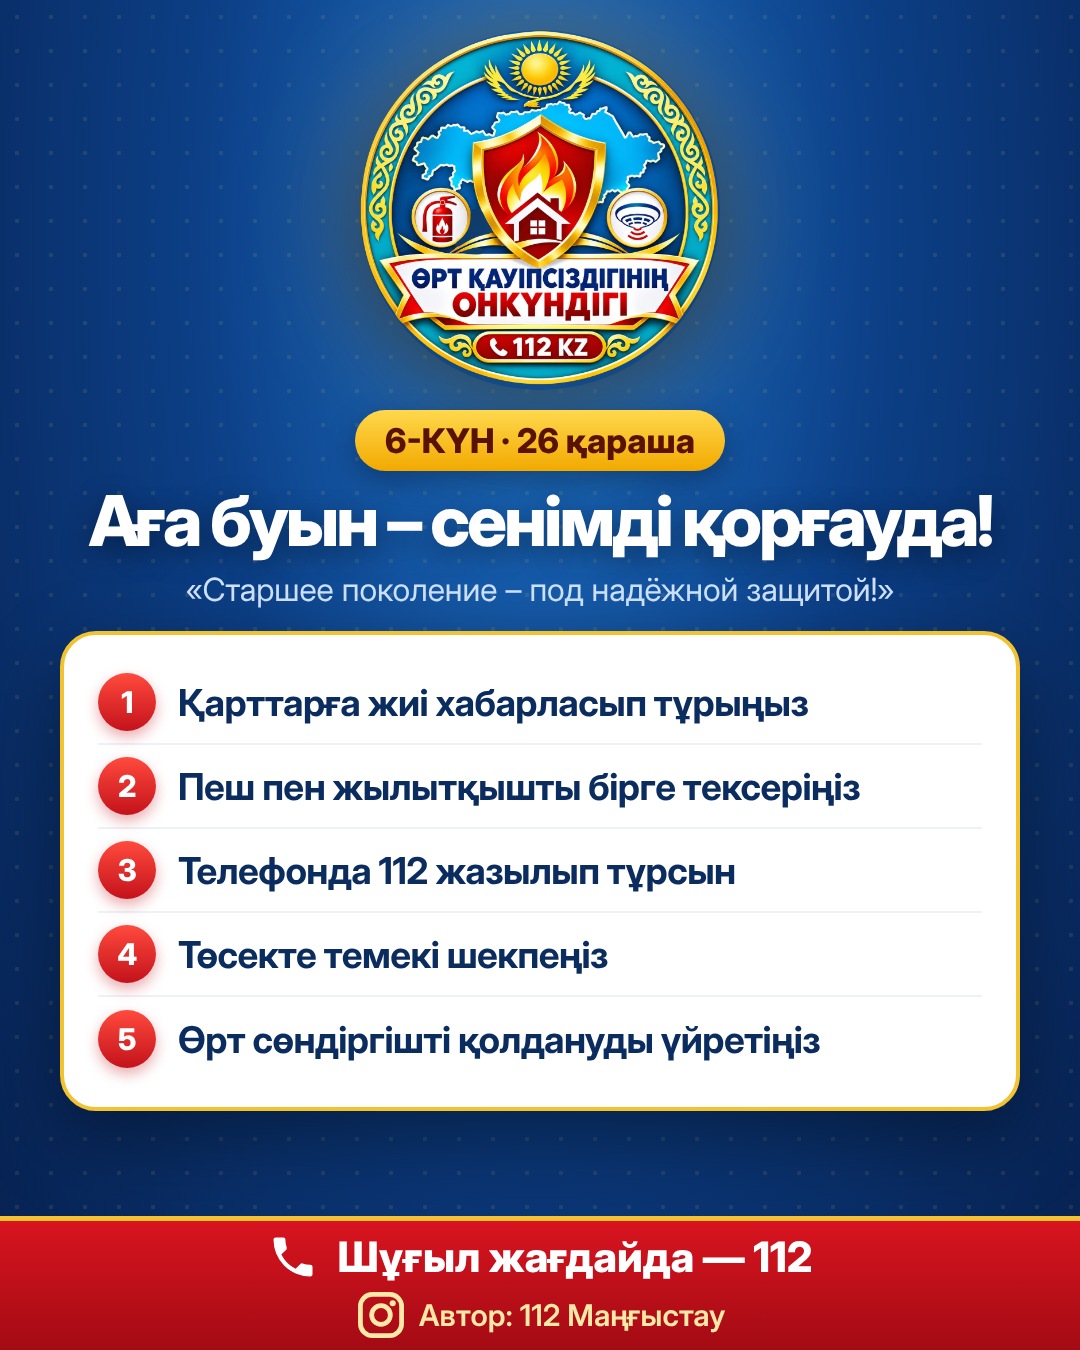 ӨРТ ҚАУІПСІЗДІГІНІҢ
ОНКҮНДІГІ
112 KZ
6-КҮН · 26 қараша
Аға буын – сенімді қорғауда!
«Старшее поколение – под надёжной защитой!»
1 Қарттарға жиі хабарласып тұрыңыз
2 Пеш пен жылытқышты бірге тексеріңіз
3 Телефонда 112 жазылып тұрсын
4 Төсекте темекі шекпеңіз
5 Өрт сөндіргішті қолдануды үйретіңіз
Шұғыл жағдайда — 112
Автор: 112 Маңғыстау